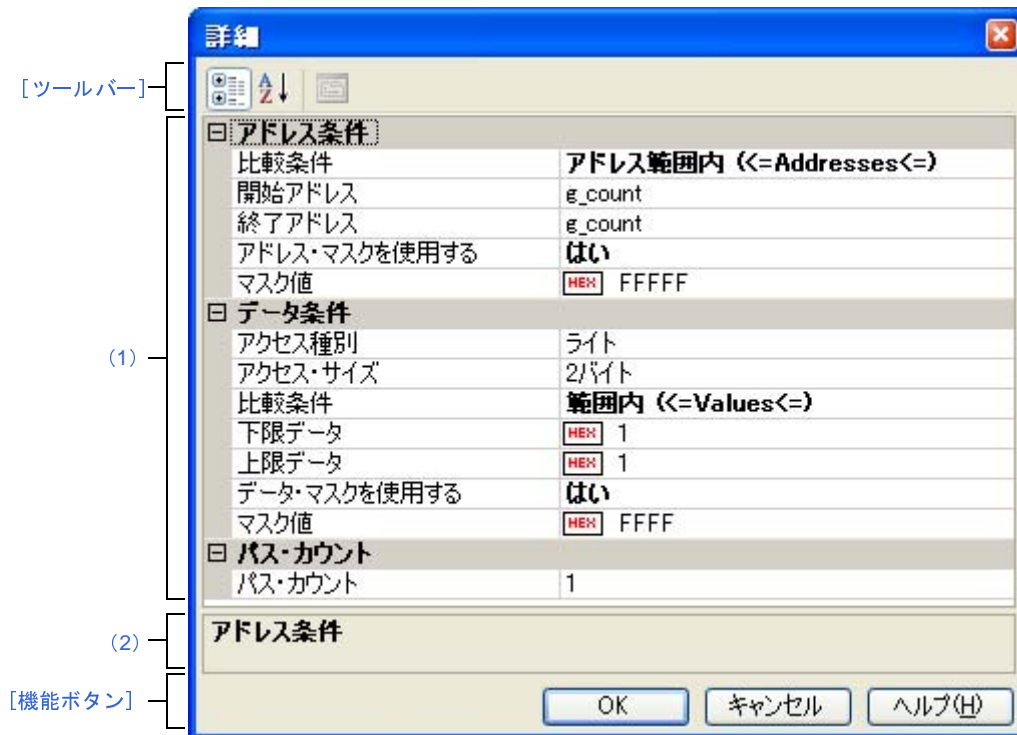 詳細
[ツールバー]
アドレス条件
比較条件 アドレス範囲内 (<=Addresses<=)
開始アドレス g_count
終了アドレス g_count
アドレス・マスクを使用する はい
マスク値 HEX FFFFF
データ条件
(1)
アクセス種別 ライト
アクセス・サイズ 2バイト
比較条件 範囲内 (<=Values<=)
下限データ HEX 1
上限データ HEX 1
データ・マスクを使用する はい
マスク値 HEX FFFF
パス・カウント
パス・カウント 1
(2)
アドレス条件
[機能ボタン]
OK キャンセル ヘルプ(H)